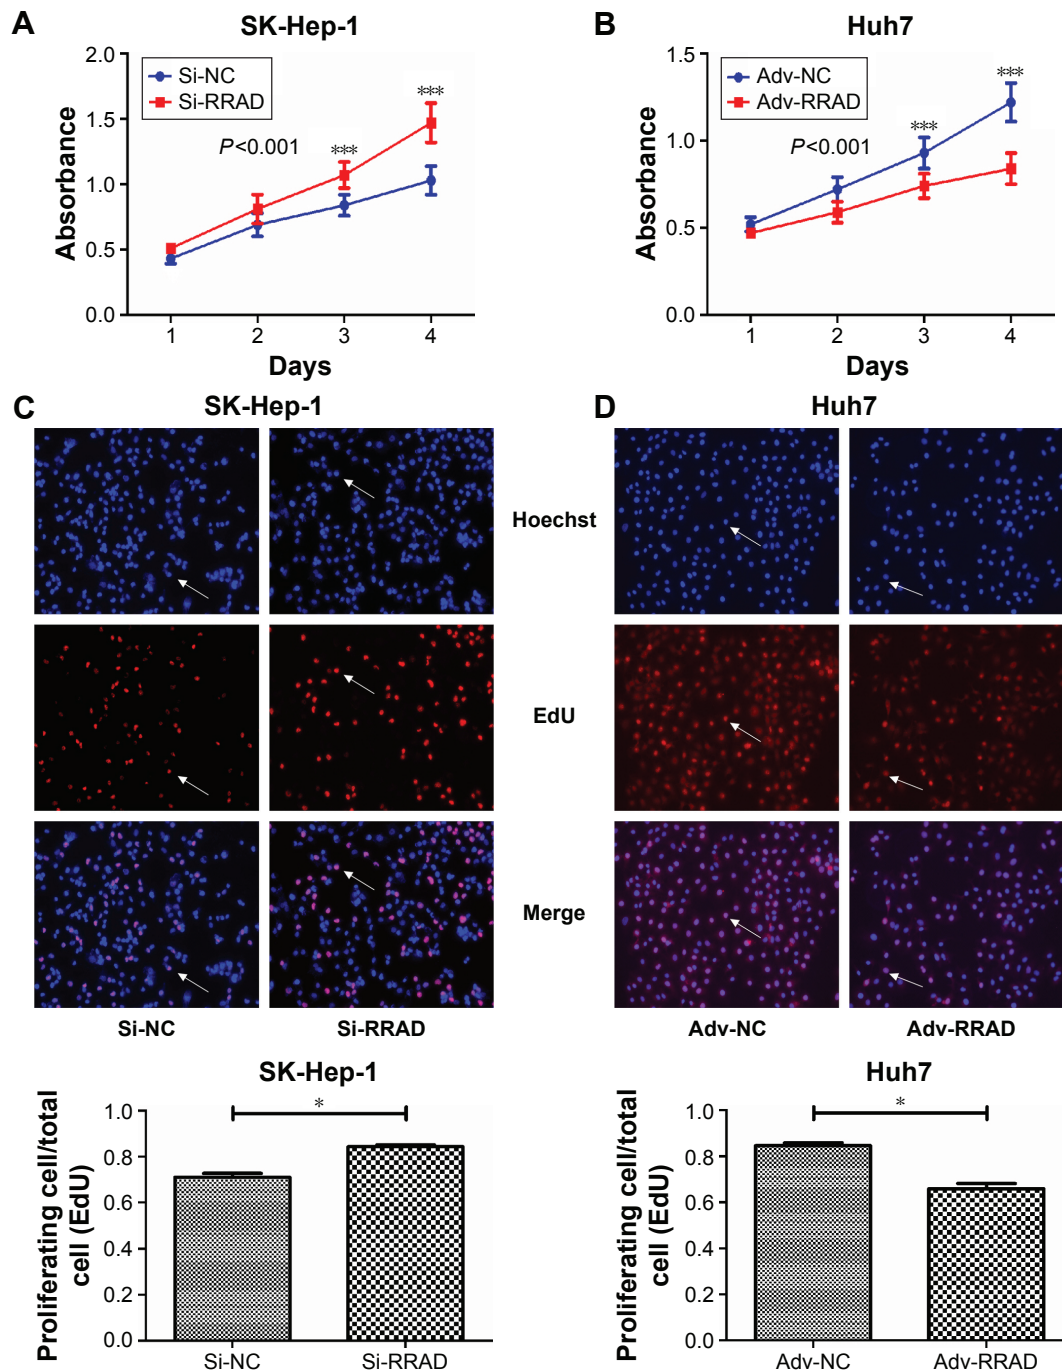 A
SK-Hep-1
2.0
1.5
1.0
0.5
0.0
Absorbance
Si-NC
Si-RRAD
P<0.001
***
***
1 2 3 4
Days
B
Huh7
1.5
1.0
0.5
0.0
Absorbance
Adv-NC
Adv-RRAD
P<0.001
***
***
1 2 3 4
Days
C
SK-Hep-1
D
Huh7
Hoechst
EdU
Merge
Si-NC
Si-RRAD
Adv-NC
Adv-RRAD
SK-Hep-1
Proliferating cell/total
cell (EdU)
1.0
0.8
0.6
0.4
0.2
0.0
*
Si-NC
Si-RRAD
Huh7
Proliferating cell/total
cell (EdU)
1.0
0.8
0.6
0.4
0.2
0.0
*
Adv-NC
Adv-RRAD